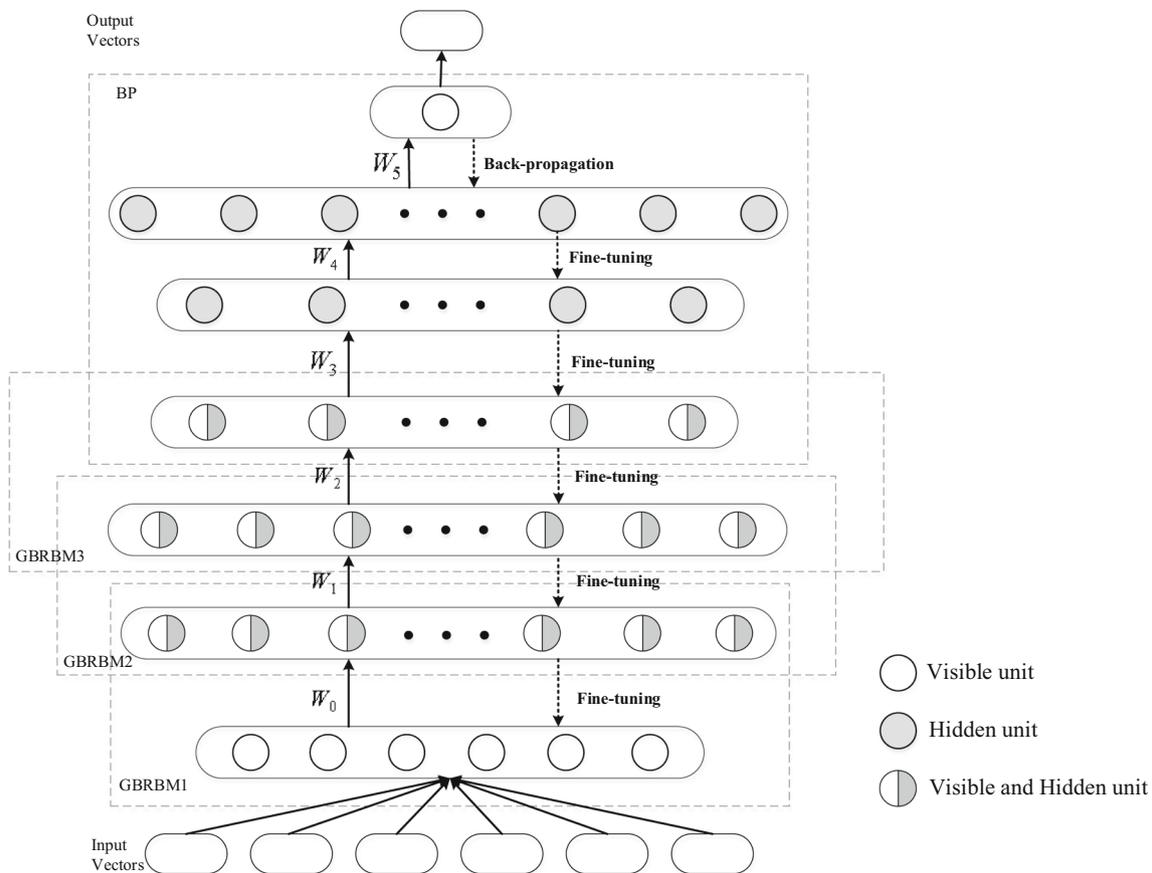 Output
Vectors
BP
W5
Back-propagation
W4
Fine-tuning
W3
Fine-tuning
W2
Fine-tuning
GBRBM3
W1
Fine-tuning
GBRBM2
W0
Fine-tuning
GBRBM1
Input
Vectors
Visible unit
Hidden unit
Visible and Hidden unit